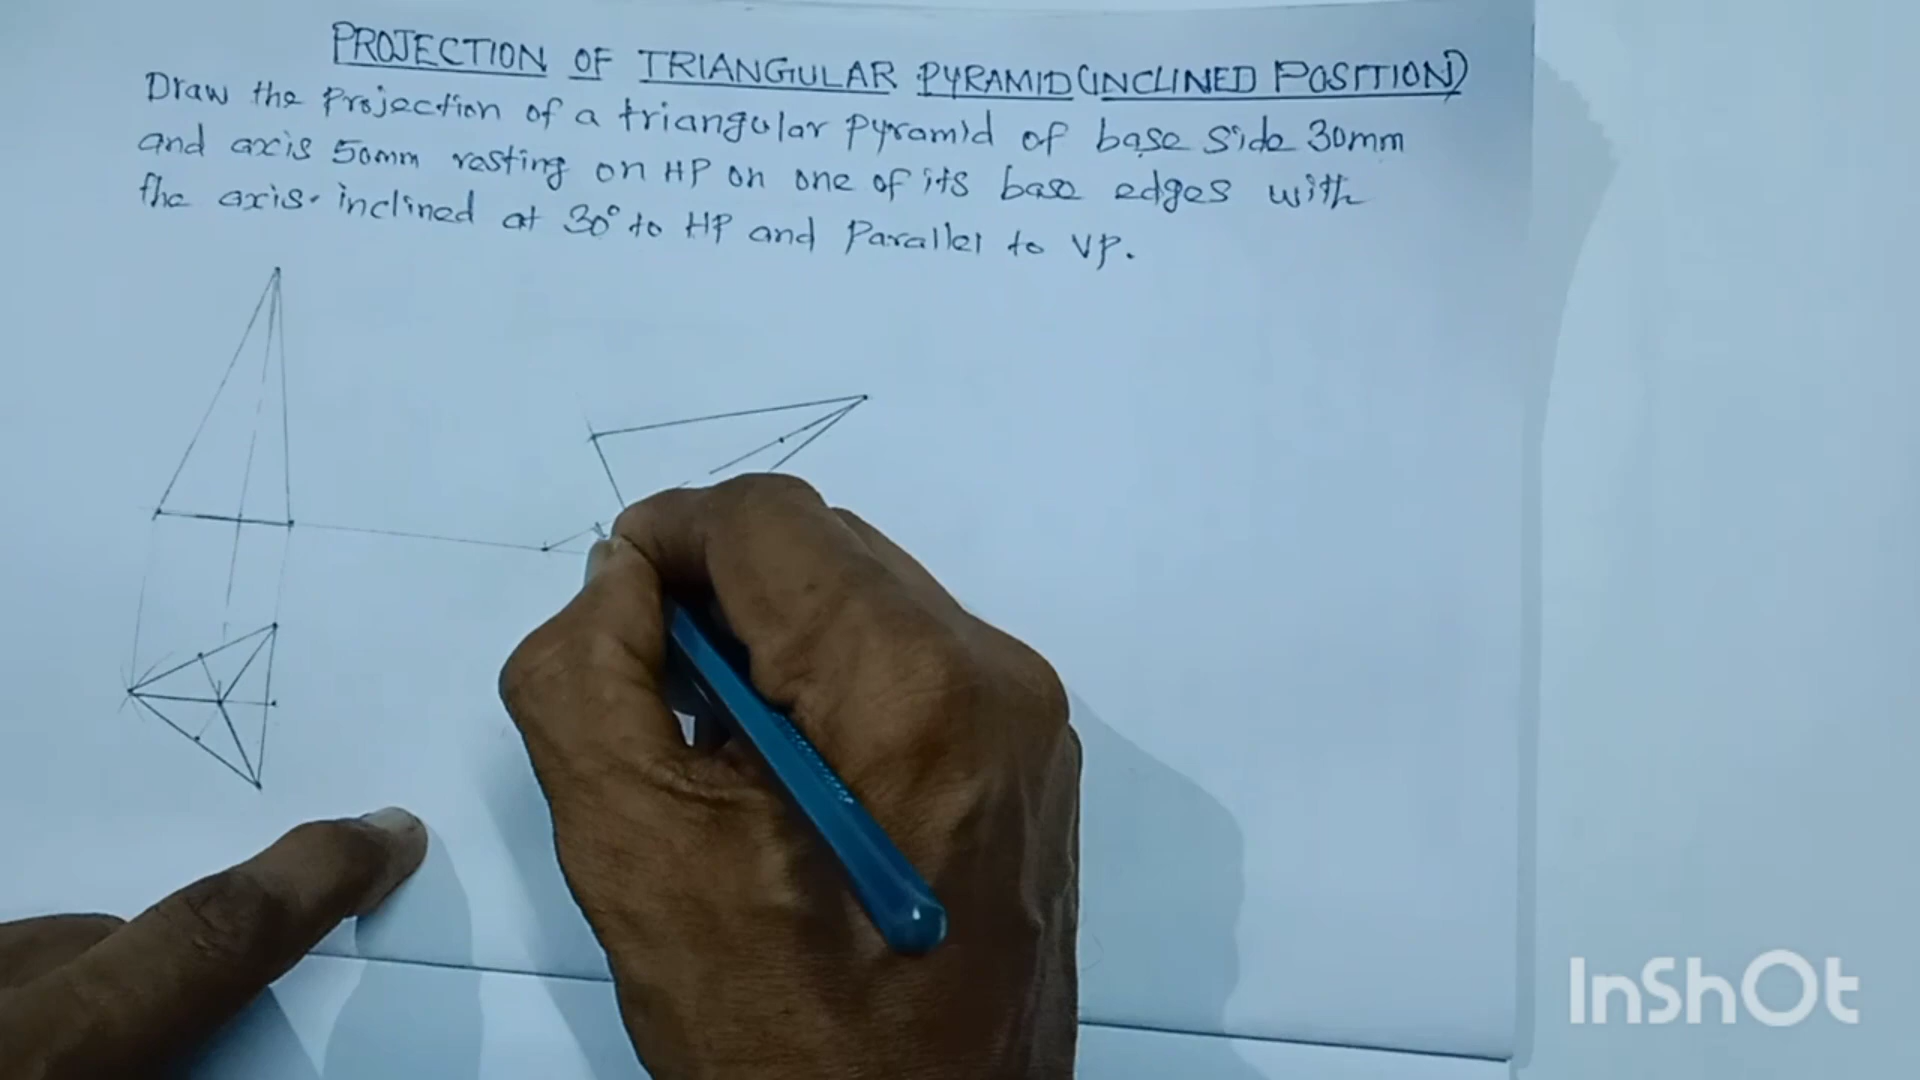 PROJECTION OF TRIANGULAR PYRAMID (INCLINED POSITION)
Draw the Projection of a triangular pyramid of base side 30mm
and axis 50mm resting on HP on one of its base edges with
the axis inclined at 30° to HP and Parallel to VP.
InShOt